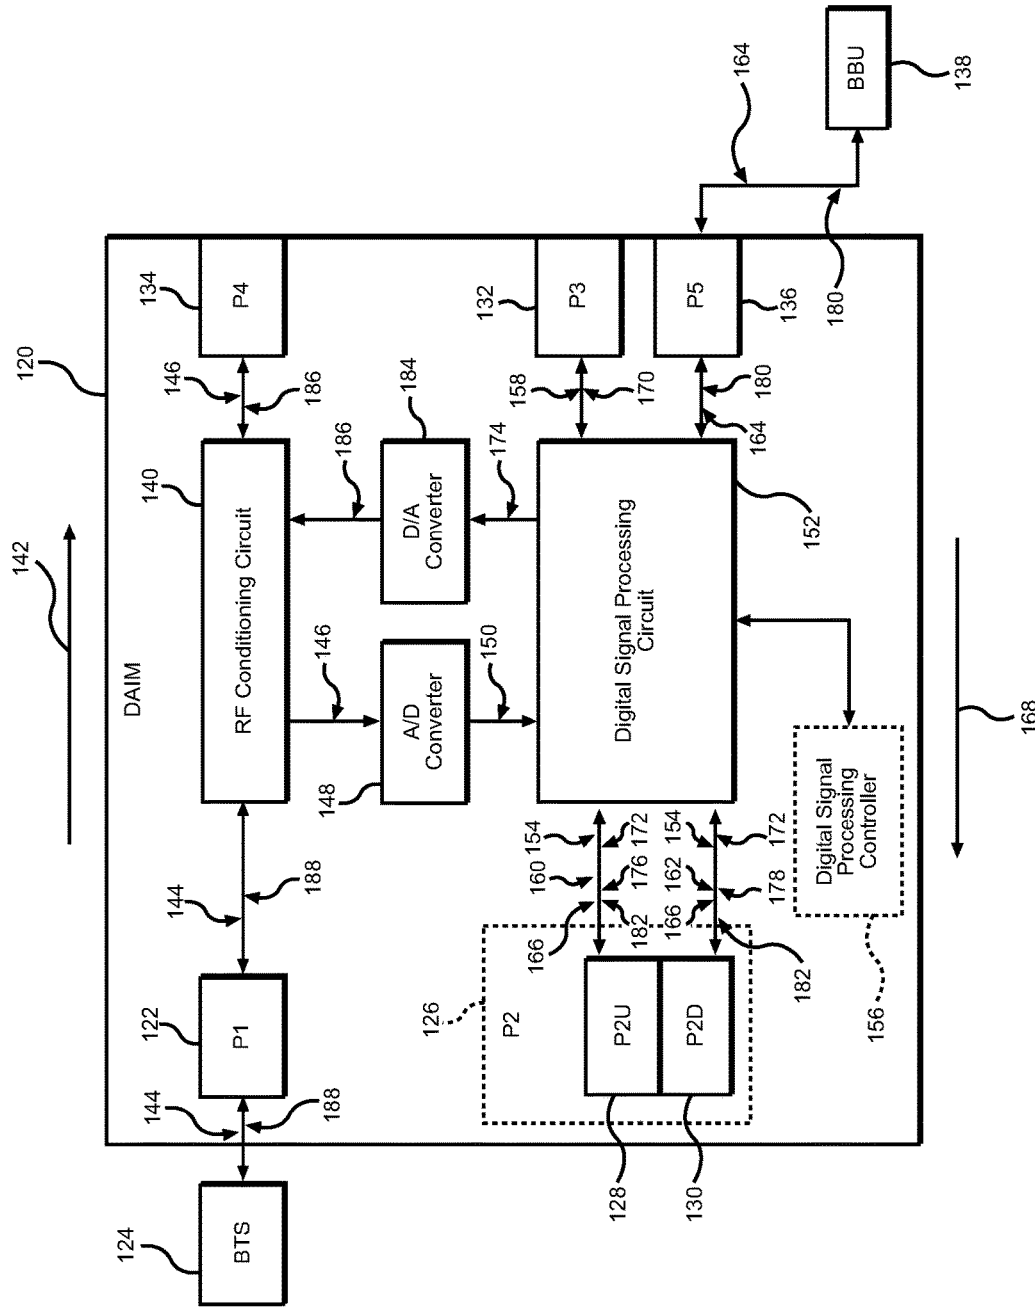 142
120
124
144
122
144
DAIM
140
146
134
BTS
P1
RF Conditioning Circuit
P4
188
188
146
186
186
148
A/D
Converter
D/A
Converter
184
126
150
174
132
P2
166
160
154
158
P3
P2U
Digital Signal Processing
Circuit
128
182
176
172
170
166
162
154
P2D
P5
130
164
180
164
182
178
172
152
136
Digital Signal
Processing
Controller
180
BBU
156
168
138